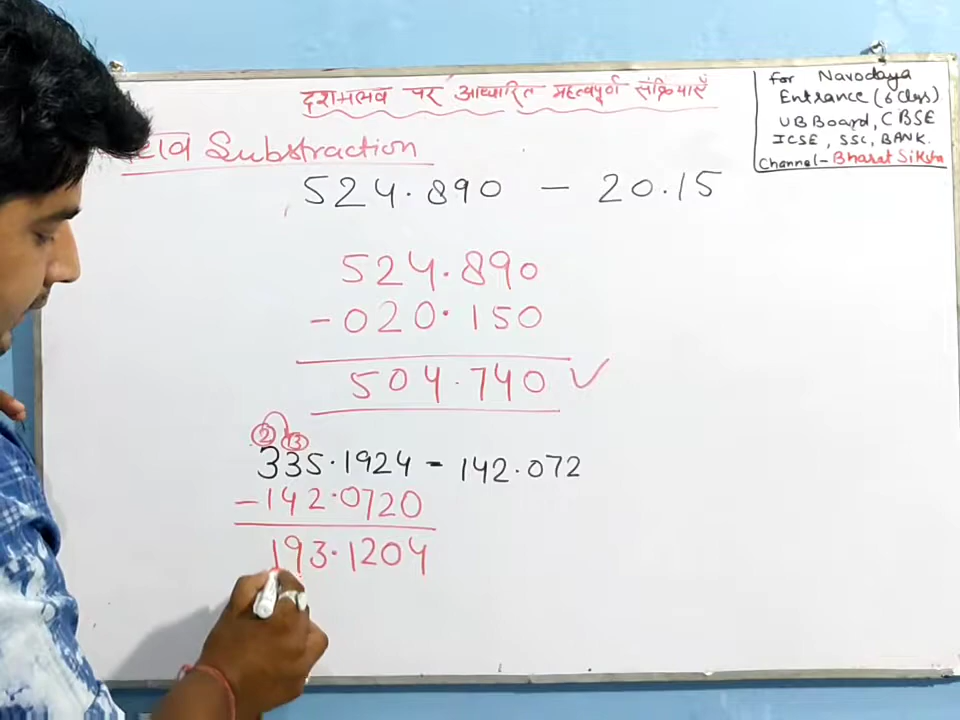 दशमलव पर आधारित महत्वपूर्ण संक्रियाएँ
For Navodaya
Entrance (6 Class)
UB Board, CBSE
ICSE, SSC, BANK.
Channel- Bharat Siksha
Substraction
524.890 - 20.15
524.890
-020.150
504.740 ✓
2 13
335.1924 - 142.072
-142.0720
193.1204